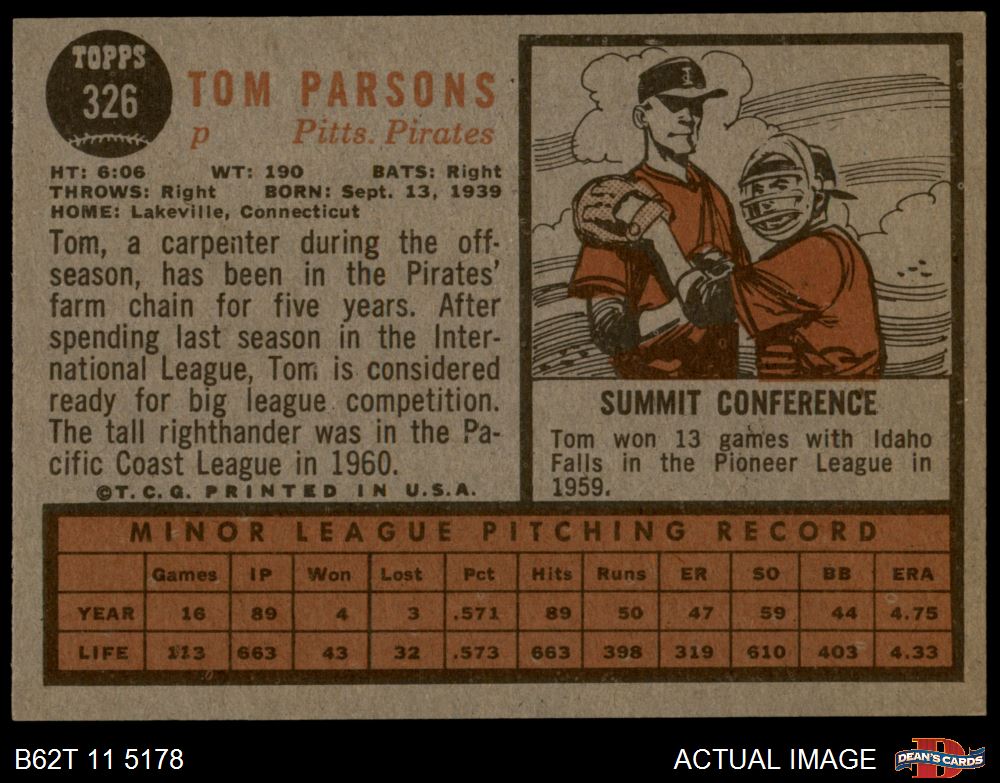 TOPPS
326
TOM PARSONS
p Pitts. Pirates
HT: 6:06 WT: 190 BATS: Right
THROWS: Right BORN: Sept. 13, 1939
HOME: Lakeville, Connecticut
Tom, a carpenter during the off-
season, has been in the Pirates'
farm chain for five years. After
spending last season in the Inter-
national League, Tom is considered
ready for big league competition.
The tall righthander was in the Pa-
cific Coast League in 1960.
©T.C.G. PRINTED IN U.S.A.
SUMMIT CONFERENCE
Tom won 13 games with Idaho
Falls in the Pioneer League in
1959.
MINOR LEAGUE PITCHING RECORD
Games IP Won Lost Pct Hits Runs ER SO BB ERA
YEAR 16 89 4 3 .571 89 50 47 59 44 4.75
LIFE 113 663 43 32 .573 663 398 319 610 403 4.33
B62T 11 5178
ACTUAL IMAGE
DEAN'S CARDS